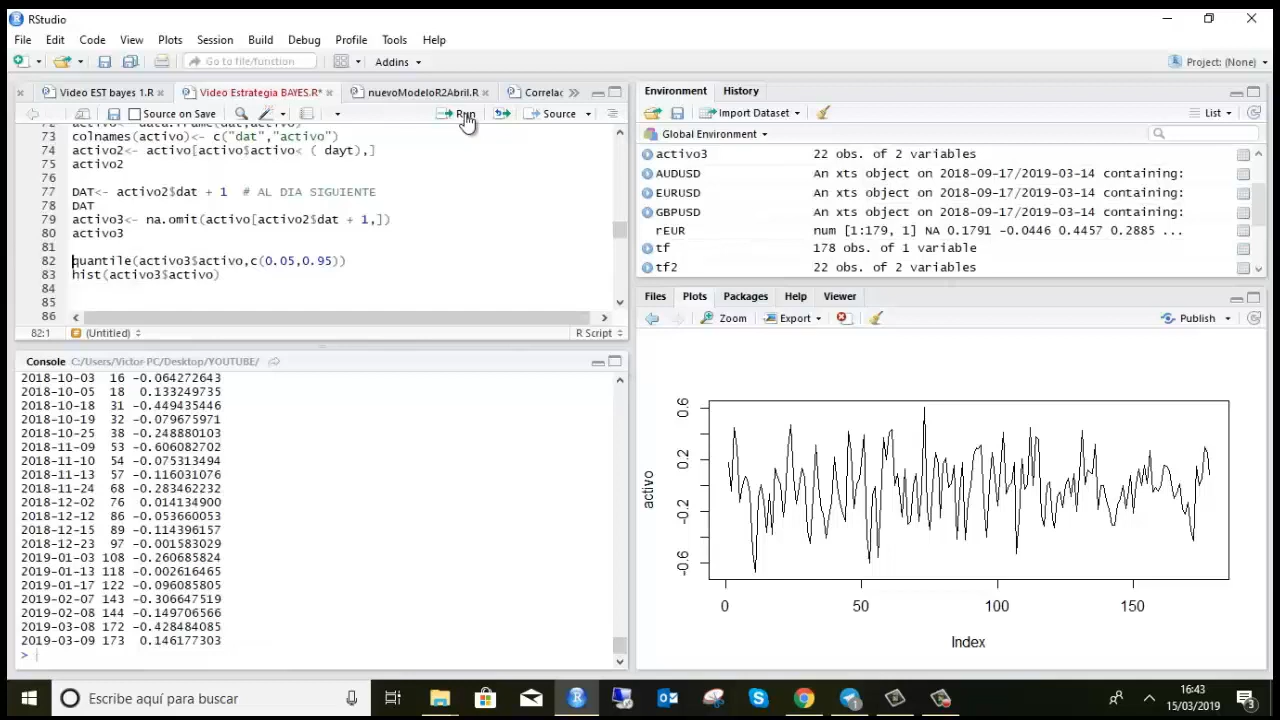 RStudio
File Edit Code View Plots Session Build Debug Profile Tools Help
Go to file/function Addins Project: (None)
Video EST bayes 1.R Video Estrategia BAYES.R* nuevoModeloR2Abril.R Correlac
Source on Save Run Source
73 colnames(activo)<- c("dat","activo")
74 activo2<- activo[activo$activo< ( dayt),]
75 activo2
76
77 DAT<- activo2$dat + 1 # AL DIA SIGUIENTE
78 DAT
79 activo3<- na.omit(activo[activo2$dat + 1,])
80 activo3
81
82 quantile(activo3$activo,c(0.05,0.95))
83 hist(activo3$activo)
84
85
86
82:1 (Untitled) R Script
Console C:/Users/Victor-PC/Desktop/YOUTUBE/
2018-10-03 16 -0.064272643
2018-10-05 18 0.133249735
2018-10-18 31 -0.449435446
2018-10-19 32 -0.079675971
2018-10-25 38 -0.248880103
2018-11-09 53 -0.606082702
2018-11-10 54 -0.075313494
2018-11-13 57 -0.116031076
2018-11-24 68 -0.283462232
2018-12-02 76 0.014134900
2018-12-12 86 -0.053660053
2018-12-15 89 -0.114396157
2018-12-23 97 -0.001583029
2019-01-03 108 -0.260685824
2019-01-13 118 -0.002616465
2019-01-17 122 -0.096085805
2019-02-07 143 -0.306647519
2019-02-08 144 -0.149706566
2019-03-08 172 -0.428484085
2019-03-09 173 0.146177303
>
Environment History
Import Dataset List
Global Environment
activo3 22 obs. of 2 variables
AUDUSD An xts object on 2018-09-17/2019-03-14 containing:
EURUSD An xts object on 2018-09-17/2019-03-14 containing:
GBPUSD An xts object on 2018-09-17/2019-03-14 containing:
rEUR num [1:179, 1] NA 0.1791 -0.0446 0.4457 0.2885 ...
tf 178 obs. of 1 variable
tf2 22 obs. of 2 variables
Files Plots Packages Help Viewer
Zoom Export Publish
activo
0.6
0.2
-0.2
-0.6
0 50 100 150
Index
Escribe aquí para buscar
16:43
15/03/2019
3